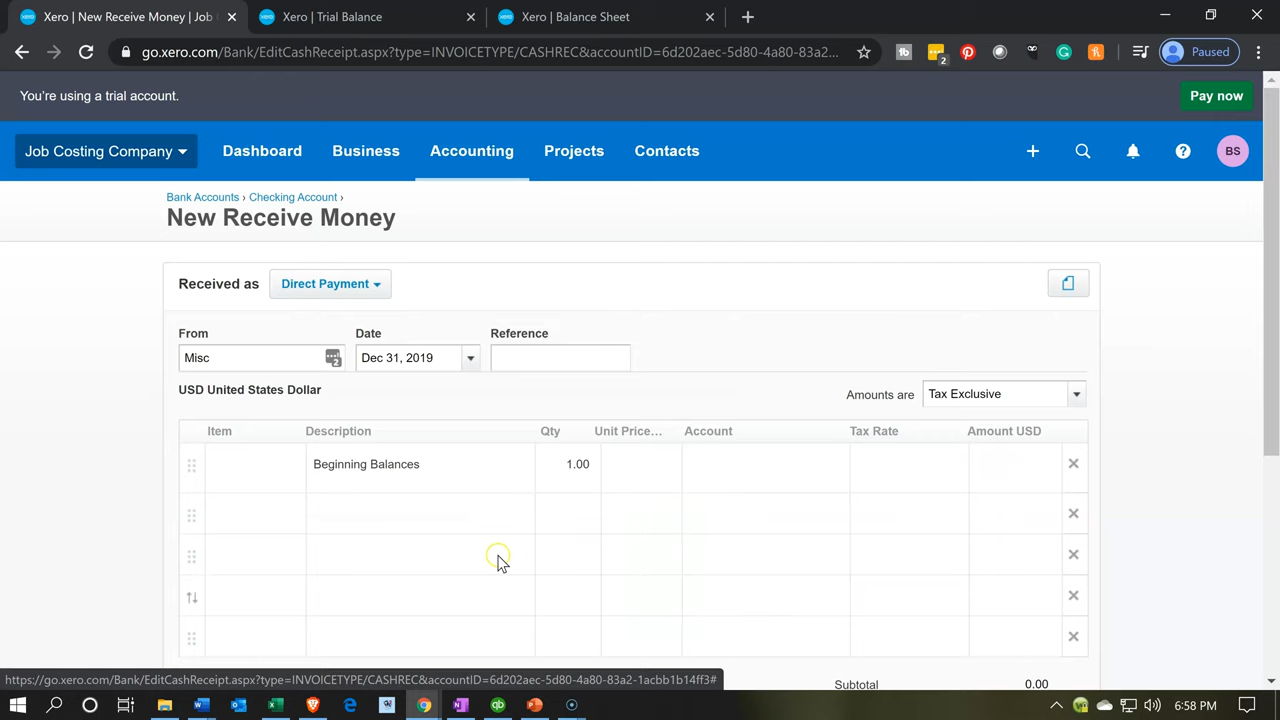 Xero | New Receive Money | Job
Xero | Trial Balance
Xero | Balance Sheet
go.xero.com/Bank/EditCashReceipt.aspx?type=INVOICETYPE/CASHREC&accountID=6d202aec-5d80-4a80-83a2...
2
Paused
You're using a trial account.
Pay now
Job Costing Company
Dashboard
Business
Accounting
Projects
Contacts
BS
Bank Accounts › Checking Account ›
New Receive Money
Received as
Direct Payment
From
Date
Reference
Misc
Dec 31, 2019
USD United States Dollar
Amounts are
Tax Exclusive
Item
Description
Qty
Unit Price...
Account
Tax Rate
Amount USD
Beginning Balances
1.00
https://go.xero.com/Bank/EditCashReceipt.aspx?type=INVOICETYPE/CASHREC&accountID=6d202aec-5d80-4a80-83a2-1acbb1b14ff3#
Subtotal
0.00
6:58 PM